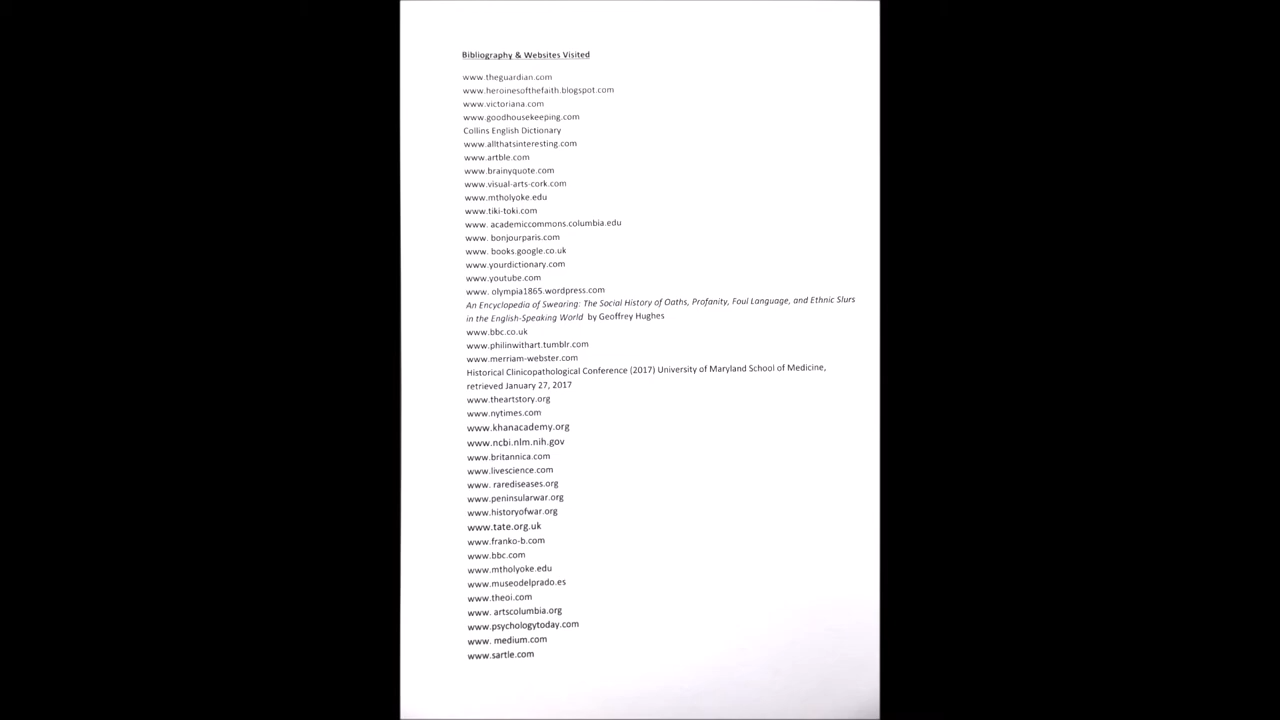 Bibliography & Websites Visited
www.theguardian.com
www.heroinesofthefaith.blogspot.com
www.victoriana.com
www.goodhousekeeping.com
Collins English Dictionary
www.allthatsinteresting.com
www.artble.com
www.brainyquote.com
www.visual-arts-cork.com
www.mtholyoke.edu
www.tiki-toki.com
www. academiccommons.columbia.edu
www. bonjourparis.com
www. books.google.co.uk
www.yourdictionary.com
www.youtube.com
www. olympia1865.wordpress.com
An Encyclopedia of Swearing: The Social History of Oaths, Profanity, Foul Language, and Ethnic Slurs
in the English-Speaking World by Geoffrey Hughes
www.bbc.co.uk
www.philinwithart.tumblr.com
www.merriam-webster.com
Historical Clinicopathological Conference (2017) University of Maryland School of Medicine,
retrieved January 27, 2017
www.theartstory.org
www.nytimes.com
www.khanacademy.org
www.ncbi.nlm.nih.gov
www.britannica.com
www.livescience.com
www. rarediseases.org
www.peninsularwar.org
www.historyofwar.org
www.tate.org.uk
www.franko-b.com
www.bbc.com
www.mtholyoke.edu
www.museodelprado.es
www.theoi.com
www. artscolumbia.org
www.psychologytoday.com
www. medium.com
www.sartle.com